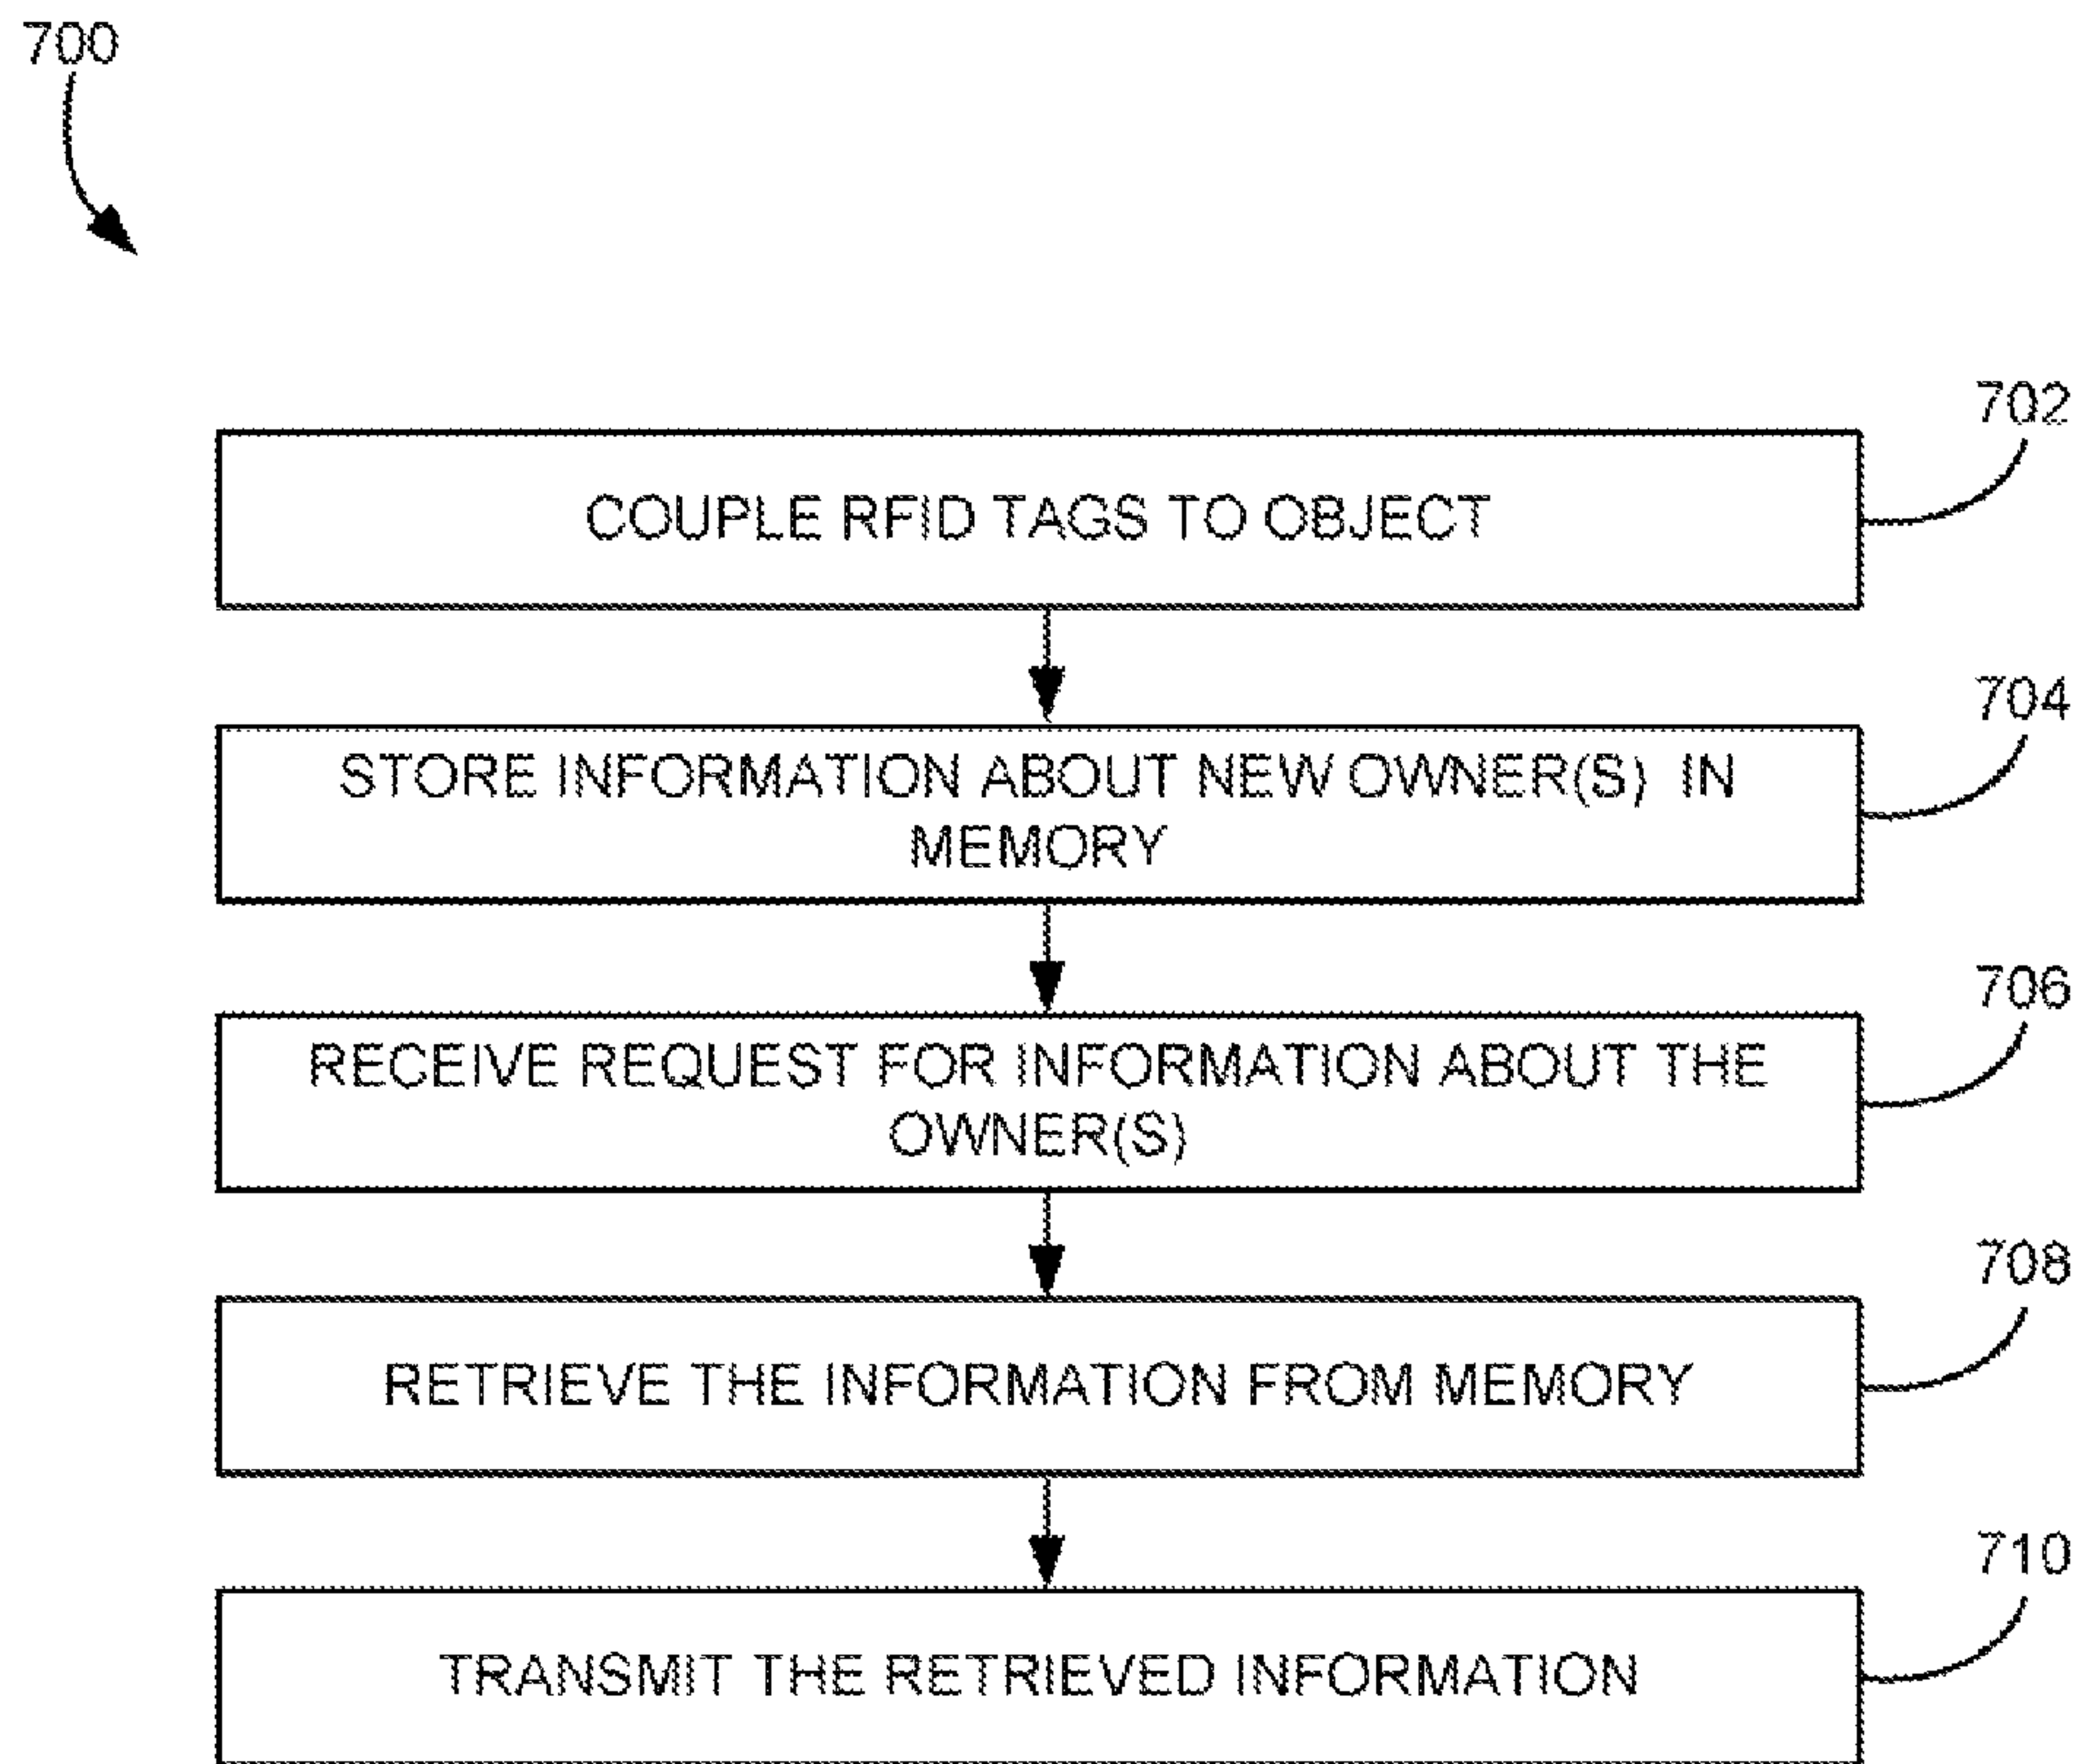 700
702
COUPLE RFID TAGS TO OBJECT
704
STORE INFORMATION ABOUT NEW OWNER(S) IN
MEMORY
706
RECEIVE REQUEST FOR INFORMATION ABOUT THE
OWNER(S)
708
RETRIEVE THE INFORMATION FROM MEMORY
710
TRANSMIT THE RETRIEVED INFORMATION